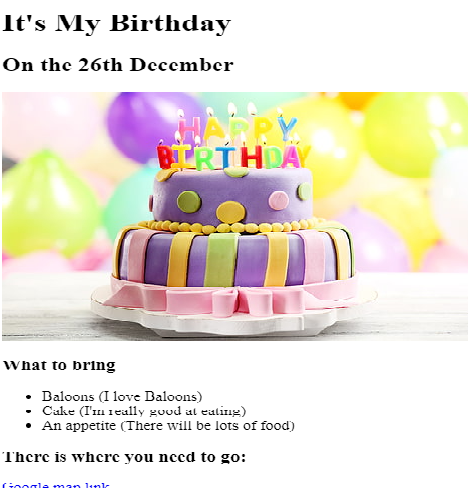 It's My Birthday
On the 26th December
HAPPY
BIRTHDAY
What to bring
Baloons (I love Baloons)
Cake (I'm really good at eating)
An appetite (There will be lots of food)
There is where you need to go:
Google map link